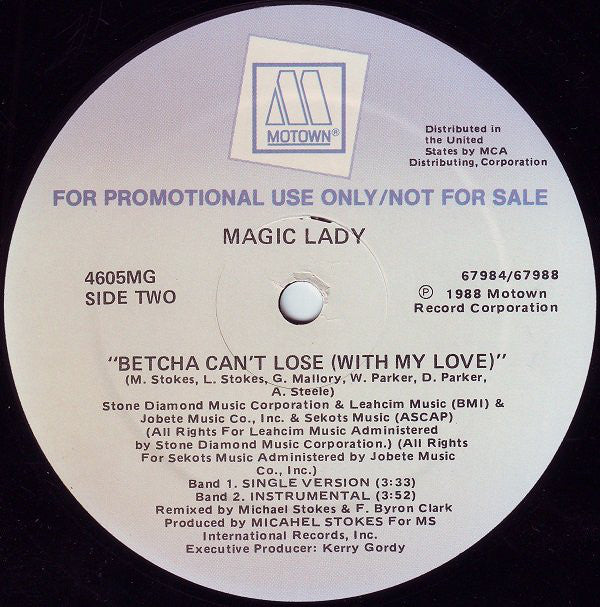 MOTOWN®
Distributed in
the United
States by MCA
Distributing, Corporation
FOR PROMOTIONAL USE ONLY/NOT FOR SALE
MAGIC LADY
4605MG
SIDE TWO
67984/67988
℗ 1988 Motown
Record Corporation
"BETCHA CAN'T LOSE (WITH MY LOVE)"
(M. Stokes, L. Stokes, G. Mallory, W. Parker, D. Parker,
A. Steele)
Stone Diamond Music Corporation & Leahcim Music (BMI) &
Jobete Music Co., Inc. & Sekots Music (ASCAP)
(All Rights For Leahcim Music Administered
by Stone Diamond Music Corporation.) (All Rights
For Sekots Music Administered by Jobete Music
Co., Inc.)
Band 1. SINGLE VERSION (3:33)
Band 2. INSTRUMENTAL (3:52)
Remixed by Michael Stokes & F. Byron Clark
Produced by MICAHEL STOKES For MS
International Records, Inc.
Executive Producer: Kerry Gordy